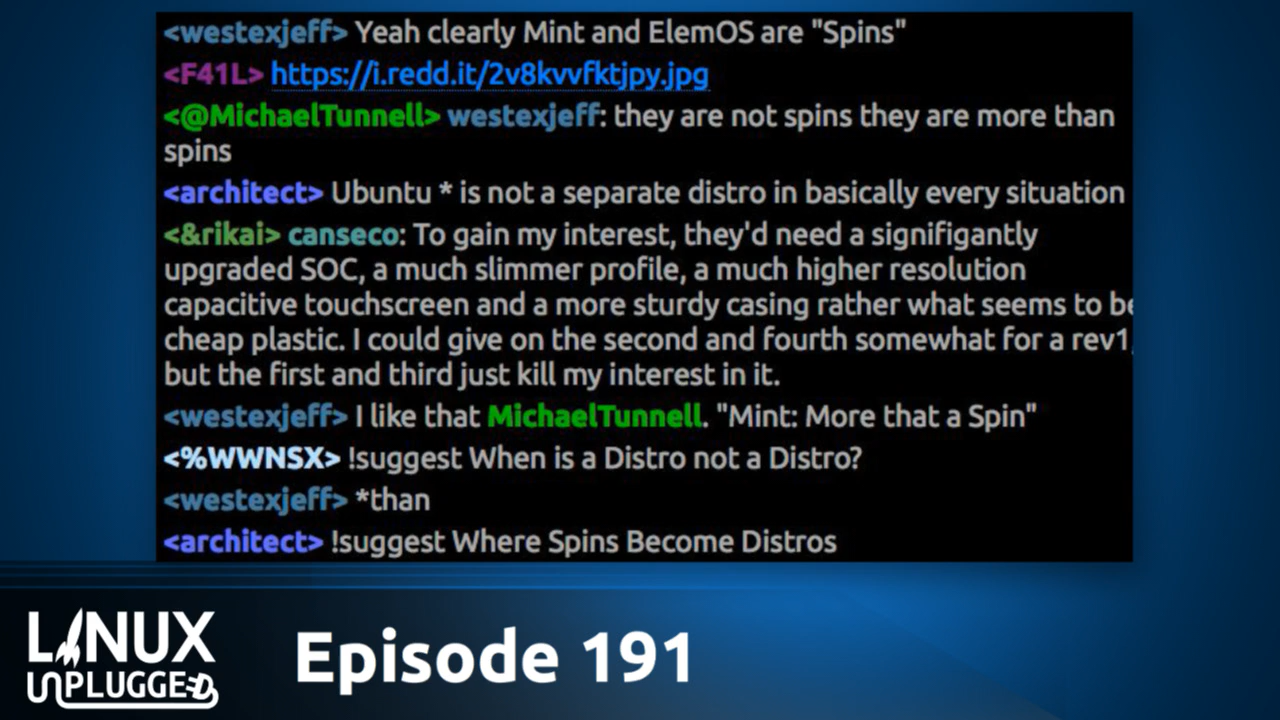 <westexjeff> Yeah clearly Mint and ElemOS are "Spins"
<F41L> https://i.redd.it/2v8kvvfktjpy.jpg
<@MichaelTunnell> westexjeff: they are not spins they are more than
spins
<architect> Ubuntu * is not a separate distro in basically every situation
<&rikai> canseco: To gain my interest, they'd need a signifigantly
upgraded SOC, a much slimmer profile, a much higher resolution
capacitive touchscreen and a more sturdy casing rather what seems to be
cheap plastic. I could give on the second and fourth somewhat for a rev1,
but the first and third just kill my interest in it.
<westexjeff> I like that MichaelTunnell. "Mint: More that a Spin"
<%WWNSX> !suggest When is a Distro not a Distro?
<westexjeff> *than
<architect> !suggest Where Spins Become Distros
LINUX
UNPLUGGED
Episode 191